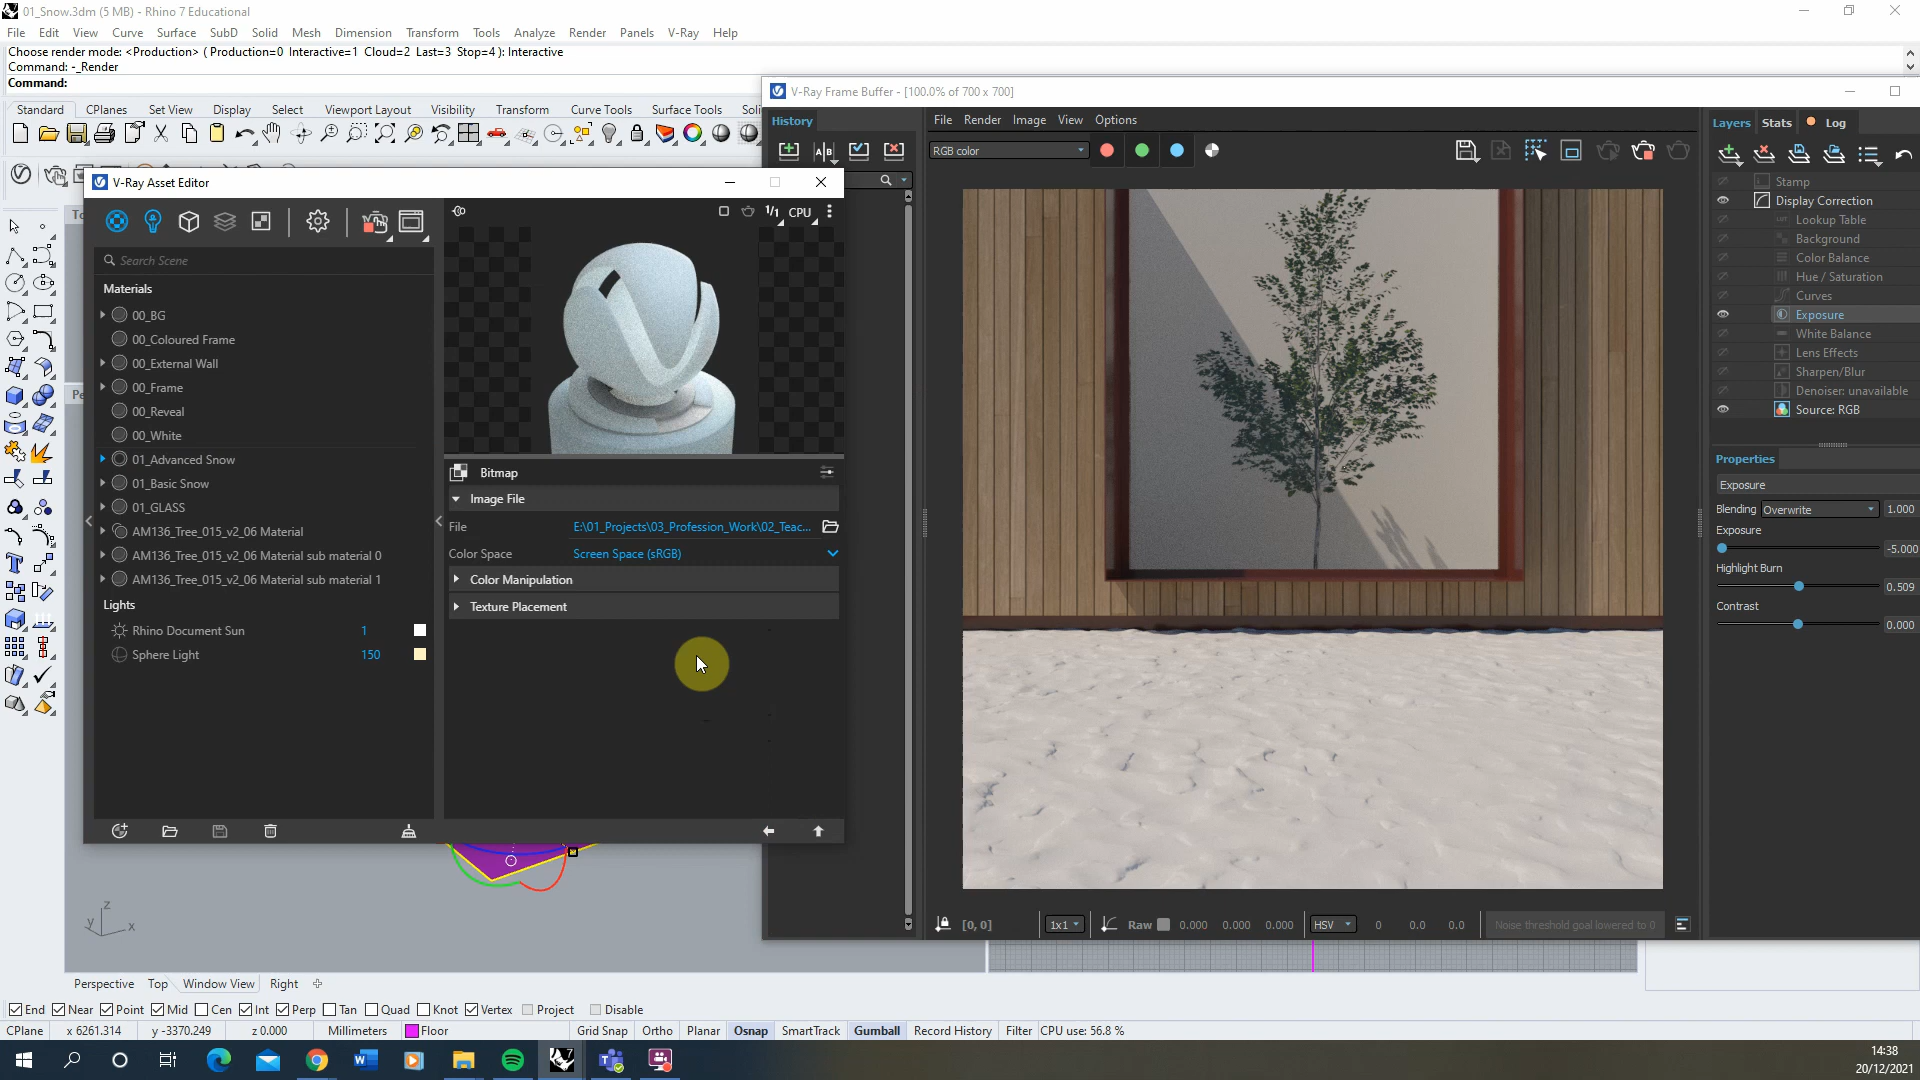 01_Snow.3dm (5 MB) - Rhino 7 Educational
File Edit View Curve Surface SubD Solid Mesh Dimension Transform Tools Analyze Render Panels V-Ray Help
Choose render mode: <Production> ( Production=0 Interactive=1 Cloud=2 Last=3 Stop=4 ): Interactive
Command: -_Render
Command:
Standard CPlanes Set View Display Select Viewport Layout Visibility Transform Curve Tools Surface Tools
V-Ray Frame Buffer - [100.0% of 700 x 700]
History
File Render Image View Options
RGB color
Layers Stats Log
Stamp
Display Correction
Lookup Table
Background
Color Balance
Hue / Saturation
Curves
Exposure
White Balance
Lens Effects
Sharpen/Blur
Denoiser: unavailable
Source: RGB
Properties
Exposure
Blending Overwrite 1.000
Exposure
-5.000
Highlight Burn
0.509
Contrast
0.000
V-Ray Asset Editor
1/1 CPU
Search Scene
Materials
00_BG
00_Coloured Frame
00_External Wall
00_Frame
00_Reveal
00_White
01_Advanced Snow
01_Basic Snow
01_GLASS
AM136_Tree_015_v2_06 Material
AM136_Tree_015_v2_06 Material sub material 0
AM136_Tree_015_v2_06 Material sub material 1
Lights
Rhino Document Sun 1
Sphere Light 150
Bitmap
Image File
File E:\01_Projects\03_Profession_Work\02_Teac...
Color Space Screen Space (sRGB)
Color Manipulation
Texture Placement
z
y x
[0, 0] 1x1 Raw 0.000 0.000 0.000 HSV 0 0.0 0.0 Noise threshold goal lowered to 0
Perspective Top Window View Right
End Near Point Mid Cen Int Perp Tan Quad Knot Vertex Project Disable
CPlane x 6261.314 y -3370.249 z 0.000 Millimeters Floor Grid Snap Ortho Planar Osnap SmartTrack Gumball Record History Filter CPU use: 56.8 %
14:38
20/12/2021